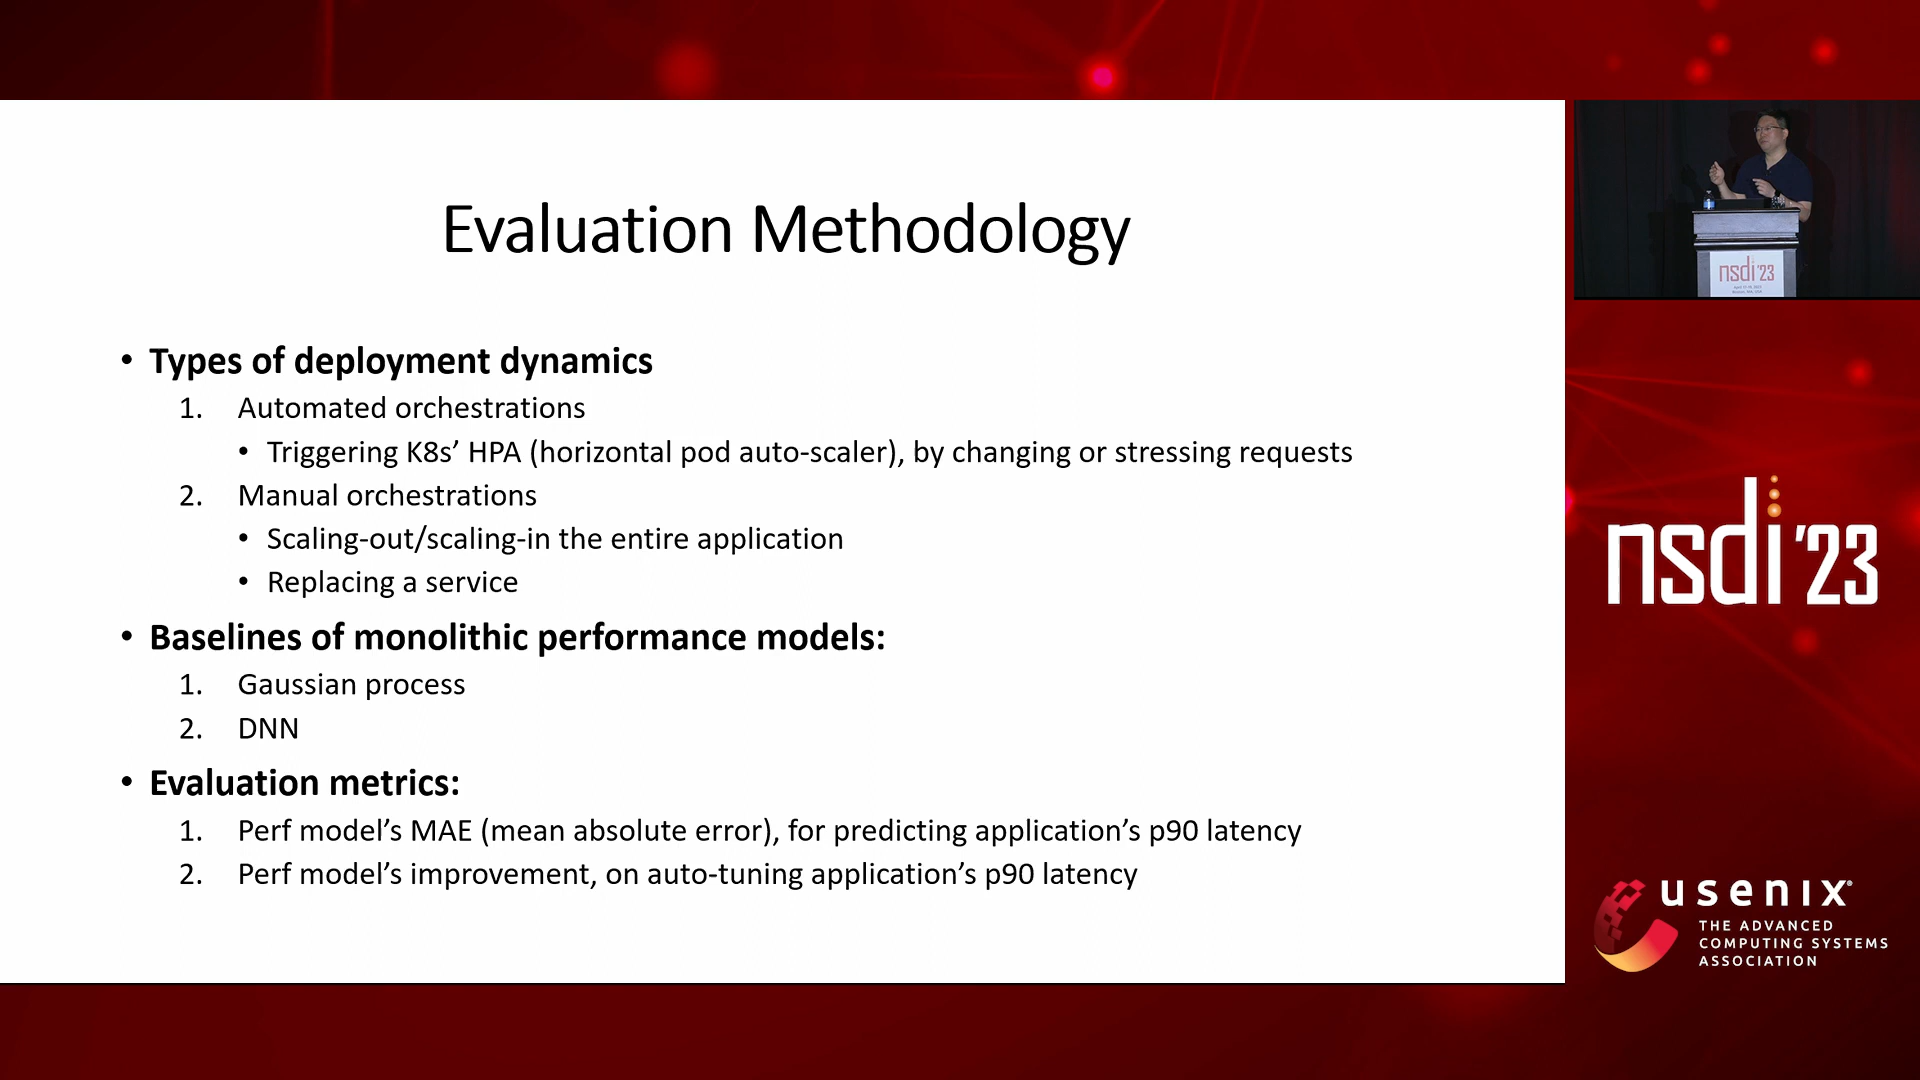 Evaluation Methodology
• Types of deployment dynamics
1. Automated orchestrations
• Triggering K8s’ HPA (horizontal pod auto-scaler), by changing or stressing requests
2. Manual orchestrations
• Scaling-out/scaling-in the entire application
• Replacing a service
• Baselines of monolithic performance models:
1. Gaussian process
2. DNN
• Evaluation metrics:
1. Perf model’s MAE (mean absolute error), for predicting application’s p90 latency
2. Perf model’s improvement, on auto-tuning application’s p90 latency
nsdi '23
nsdi '23
usenix®
THE ADVANCED
COMPUTING SYSTEMS
ASSOCIATION